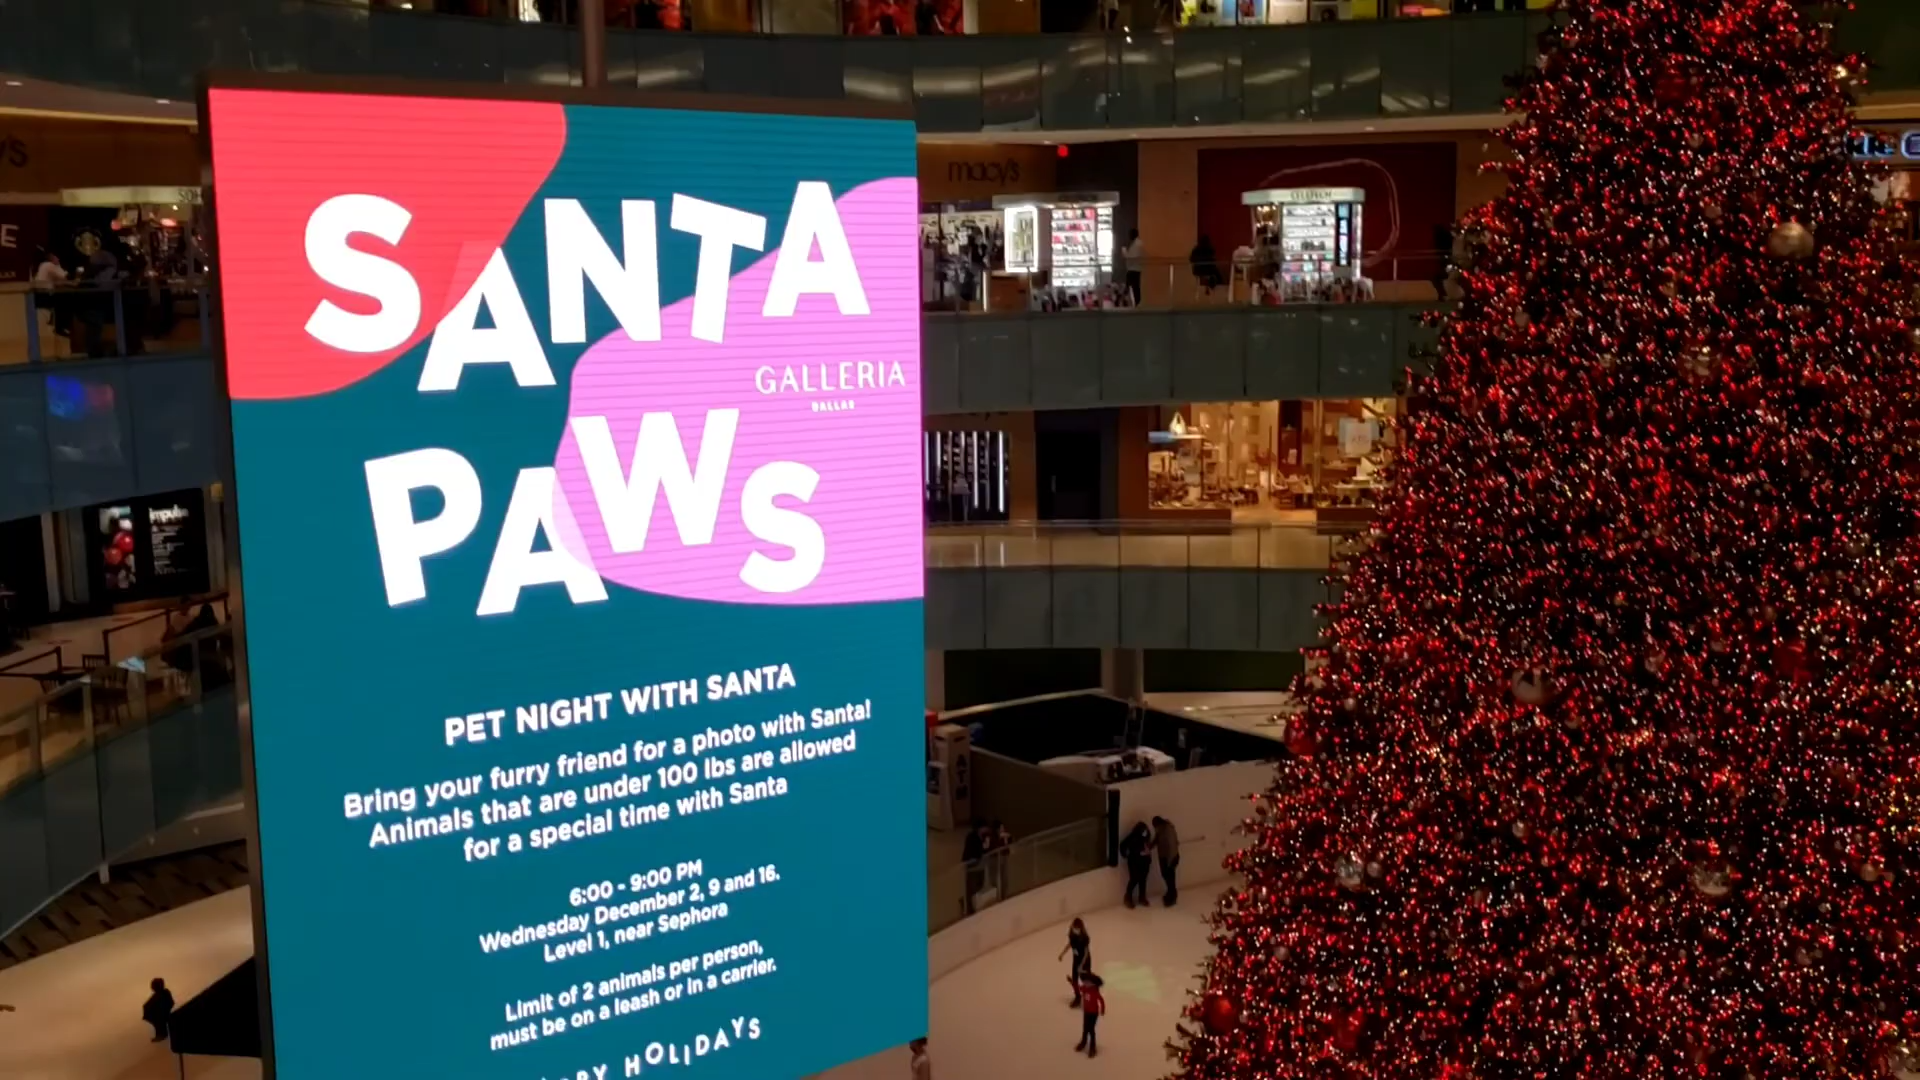 SANTA
PAWS
GALLERIA
DALLAS
PET NIGHT WITH SANTA
Bring your furry friend for a photo with Santa!
Animals that are under 100 lbs are allowed
for a special time with Santa
6:00 - 9:00 PM
Wednesday December 2, 9 and 16.
Level 1, near Sephora
Limit of 2 animals per person,
must be on a leash or in a carrier.
HOLIDAYS
macy's
impulse
ATM